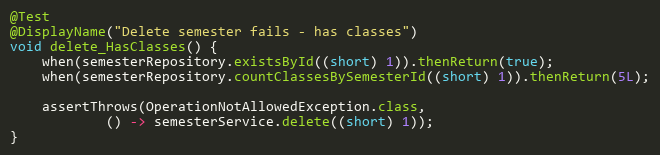 @Test
@DisplayName("Delete semester fails - has classes")
void delete_HasClasses() {
    when(semesterRepository.existsById((short) 1)).thenReturn(true);
    when(semesterRepository.countClassesBySemesterId((short) 1)).thenReturn(5L);

    assertThrows(OperationNotAllowedException.class,
            () -> semesterService.delete((short) 1));
}